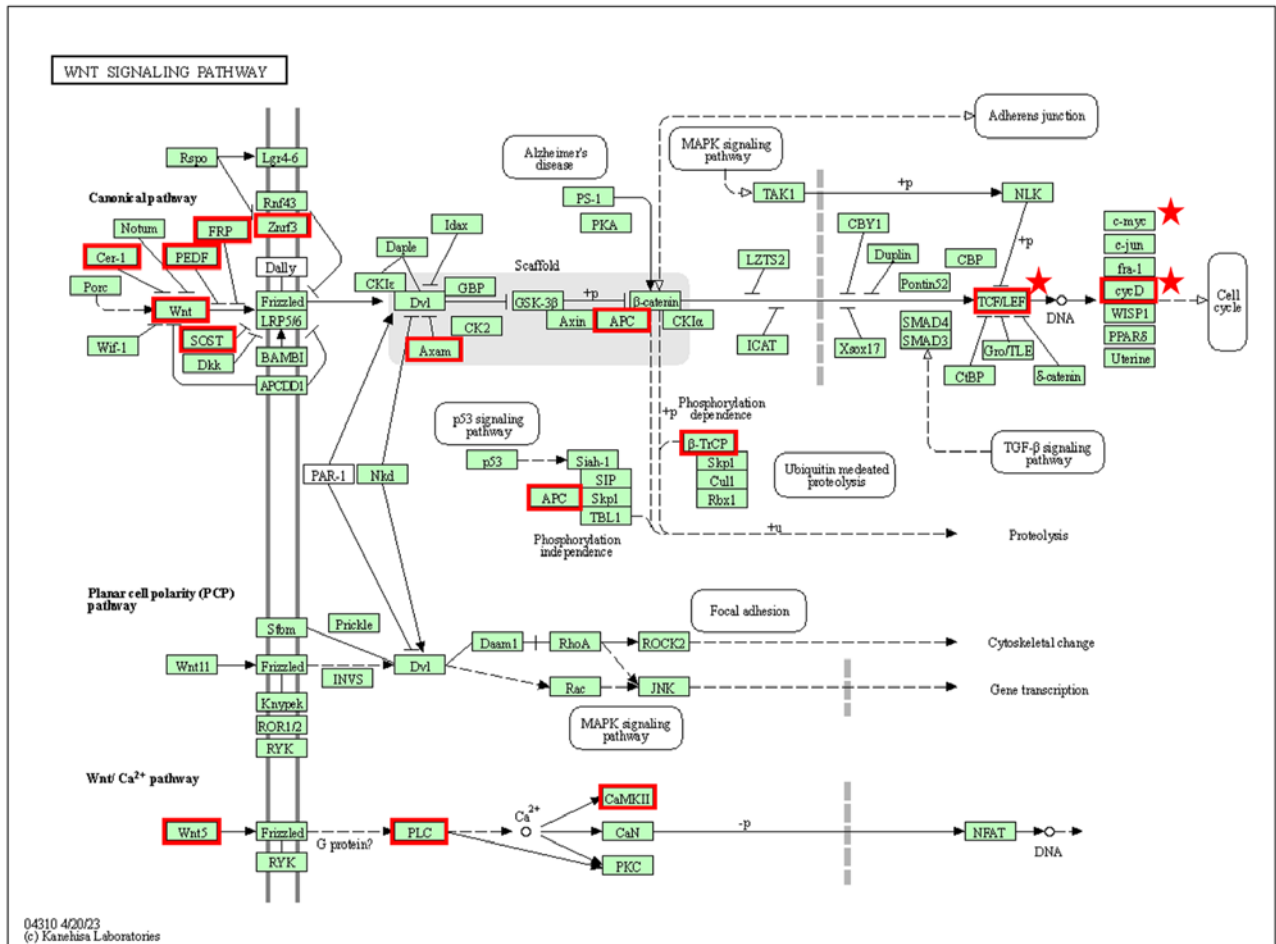 WNT SIGNALING PATHWAY
Adherens junction
Alzheimer's
disease
MAPK signaling
pathway
Rspo
Lgr4-6
Canonical pathway
Rnf43
Znrf3
Notum
FRP
Cer-1
PEDF
Dally
Porc
Wnt
Frizzled
LRP5/6
SOST
Wif-1
Dkk
BAMBI
APCDD1
Idax
Daple
CKIε
Dvl
GBP
Scaffold
CK2
Axam
PS-1
PKA
GSK-3β
+p
β-catenin
Axin
APC
CKIα
TAK1
+p
NLK
+p
LZTS2
ICAT
CBY1
Duplin
Xsox17
Pontin52
CBP
TCF/LEF
DNA
SMAD4
SMAD3
CtBP
Gro/TLE
δ-catenin
c-myc
c-jun
fra-1
cycD
WISP1
PPARδ
Uterine
Cell
cycle
TGF-β signaling
pathway
p53 signaling
pathway
p53
Siah-1
SIP
APC
Skp1
TBL1
Phosphorylation
independence
+p
Phosphorylation
dependence
β-TrCP
Skp1
Cul1
Rbx1
Ubiquitin medeated
proteolysis
+u
Proteolysis
PAR-1
Nkd
Planar cell polarity (PCP)
pathway
Stbm
Prickle
Wnt11
Frizzled
INVS
Dvl
Knypek
ROR1/2
RYK
Daam1
RhoA
ROCK2
Focal adhesion
Cytoskeletal change
Rac
JNK
Gene transcription
MAPK signaling
pathway
Wnt/ Ca2+ pathway
Wnt5
Frizzled
G protein?
PLC
RYK
Ca2+
CaMKII
CaN
PKC
-p
NFAT
DNA
04310 4/20/23
(c) Kanehisa Laboratories